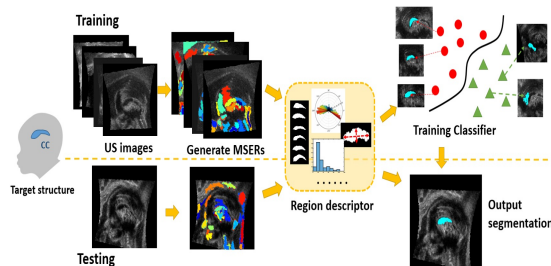 Training
US images
Generate MSERs
CC
Target structure
Region descriptor
Training Classifier
Output
segmentation
Testing